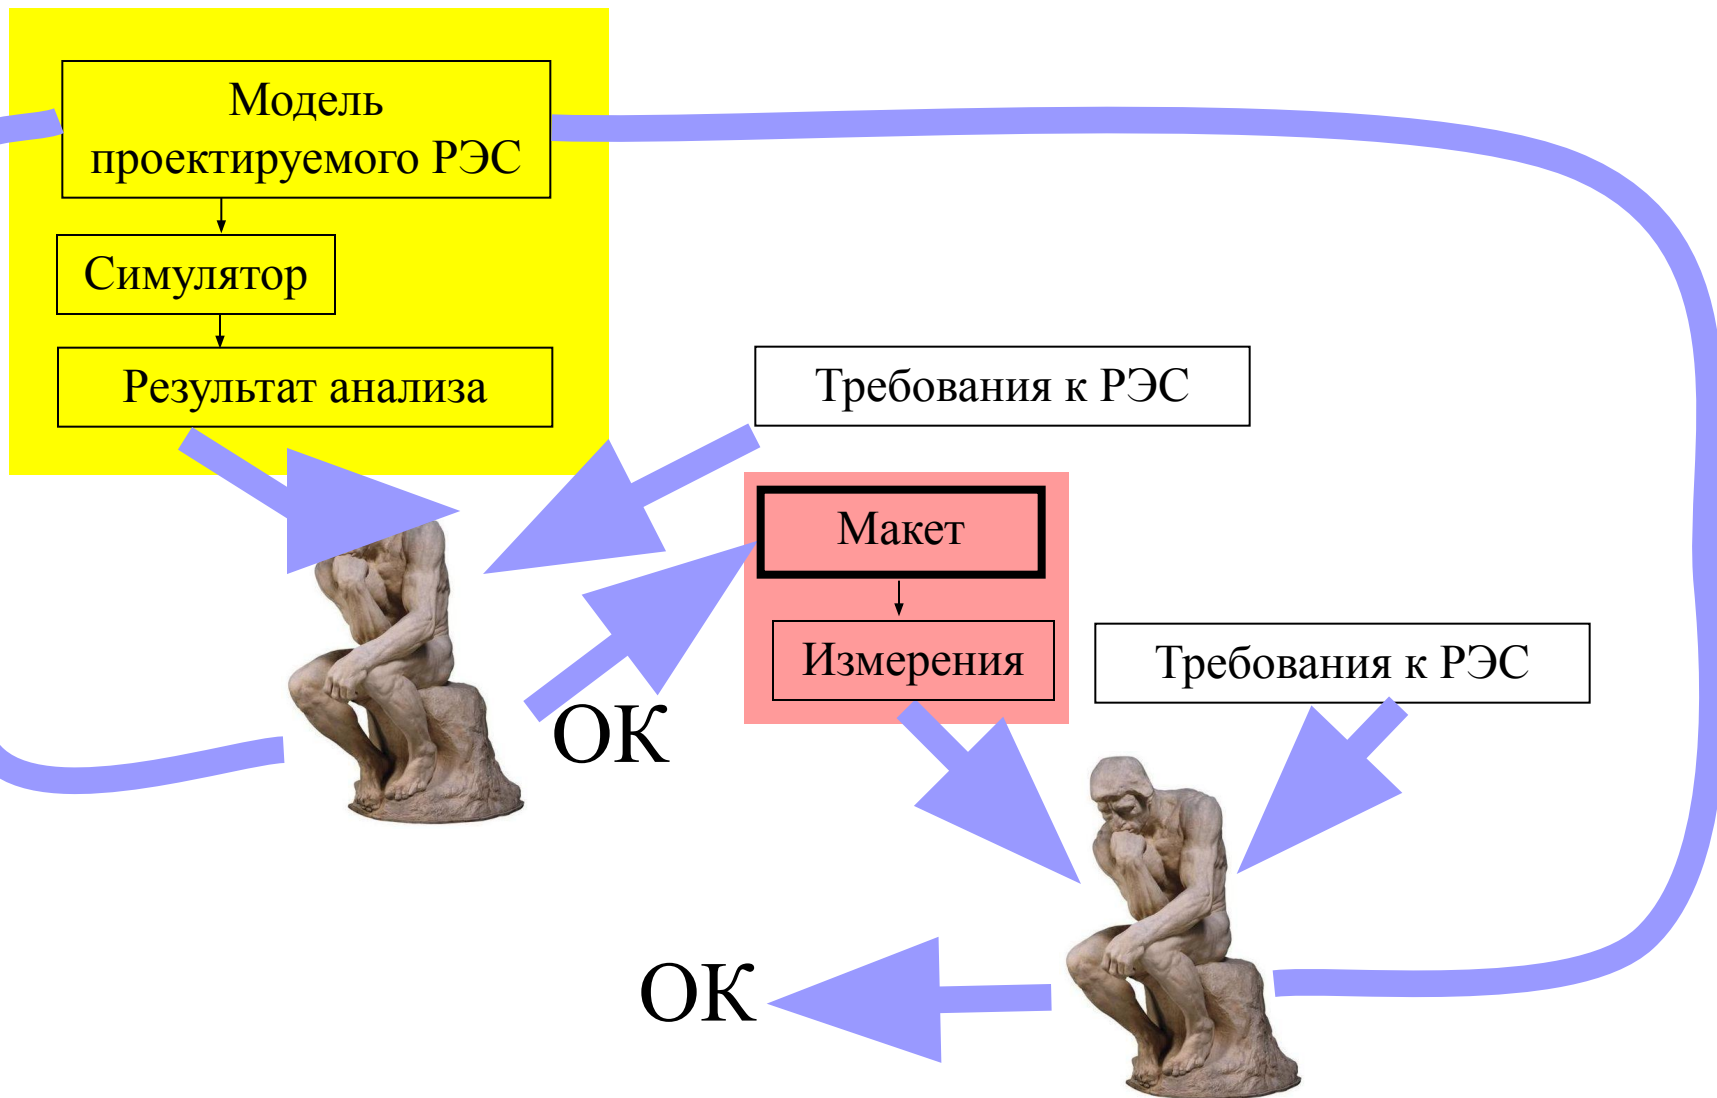 Модель
проектируемого РЭС
Симулятор
Результат анализа
Требования к РЭС
Макет
Измерения
Требования к РЭС
ОК
ОК